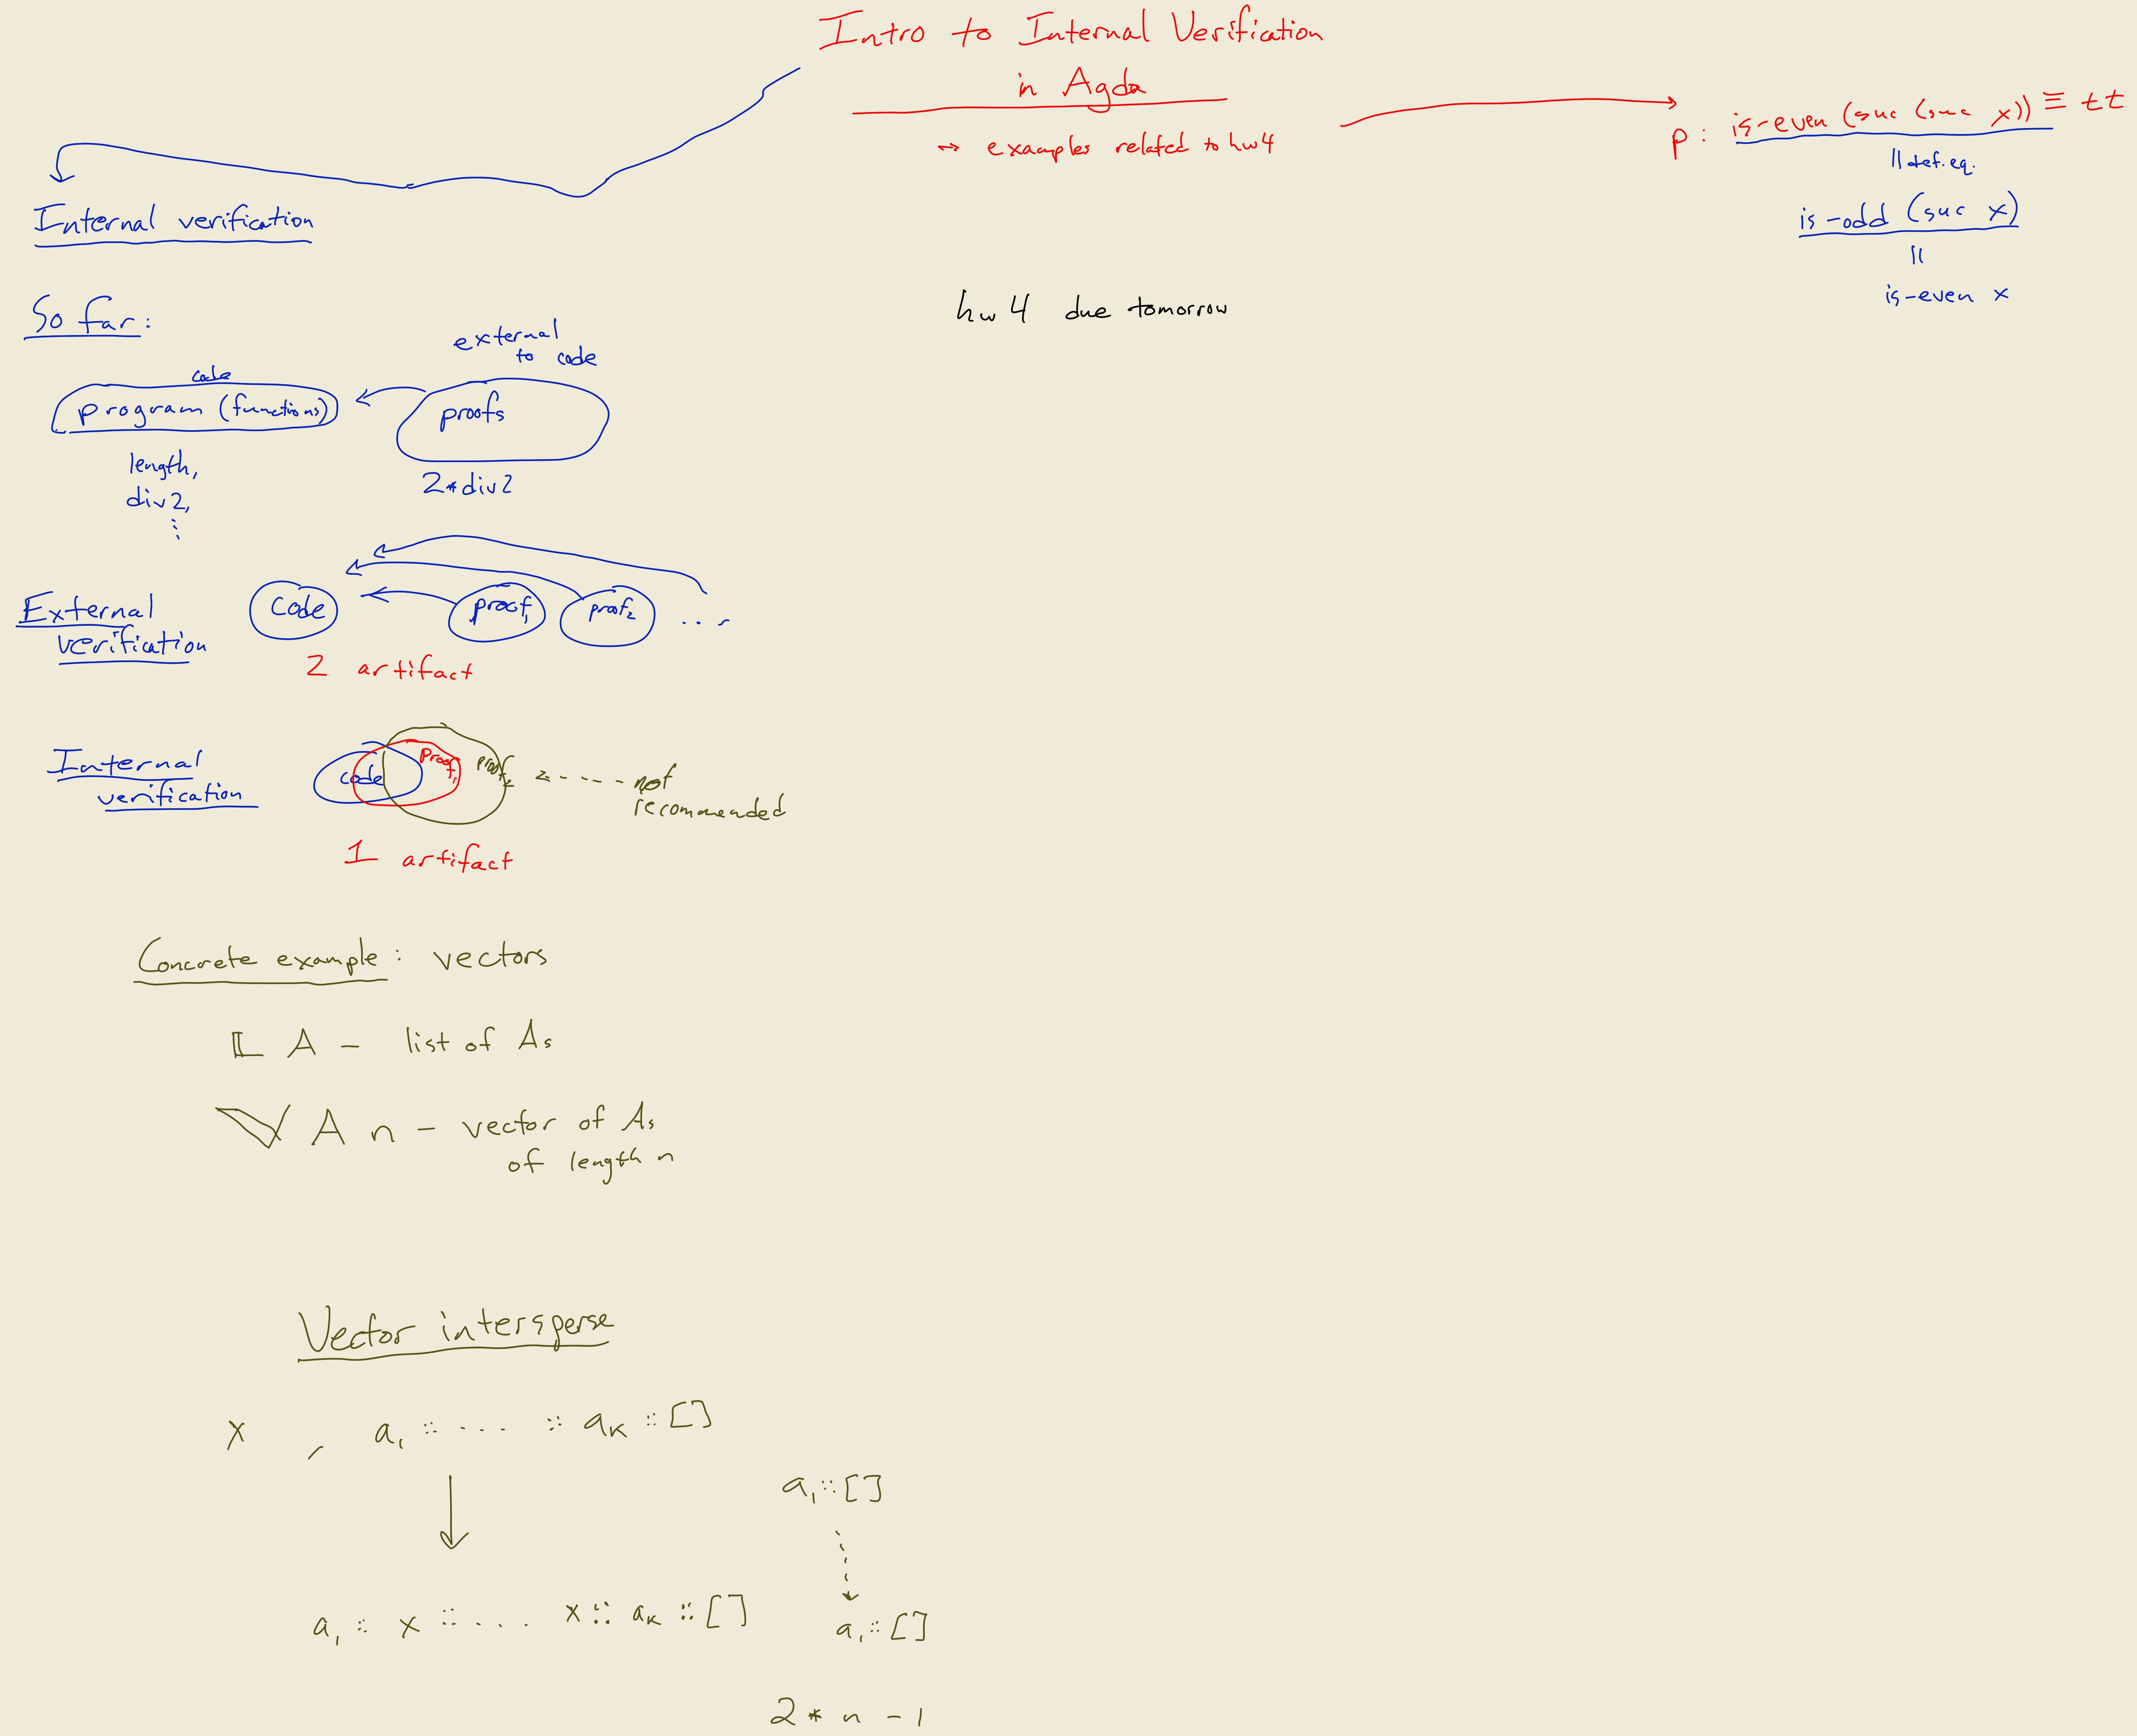 Intro to Internal Verification
in Agda
↔ examples related to hw4
p : is-even (suc (suc x)) ≡ tt
|| def. eq.
is-odd (suc x)
||
is-even x
hw 4 due tomorrow
Internal verification
So far:
external
to code
code
program (functions)
proofs
length,
div2,
⋮
2*div2
External
verification
code
proof₁
proof₂
...
2 artifact
Internal
verification
code
proof₁
proof₂
not
recommended
1 artifact
Concrete example: vectors
𝕃 A - list of As
𝕍 A n - vector of As
of length n
Vector intersperse
x , a₁ :: ... :: aₖ :: []
a₁ :: []
a₁ :: x :: ... x :: aₖ :: []
a₁ :: []
2 * n - 1